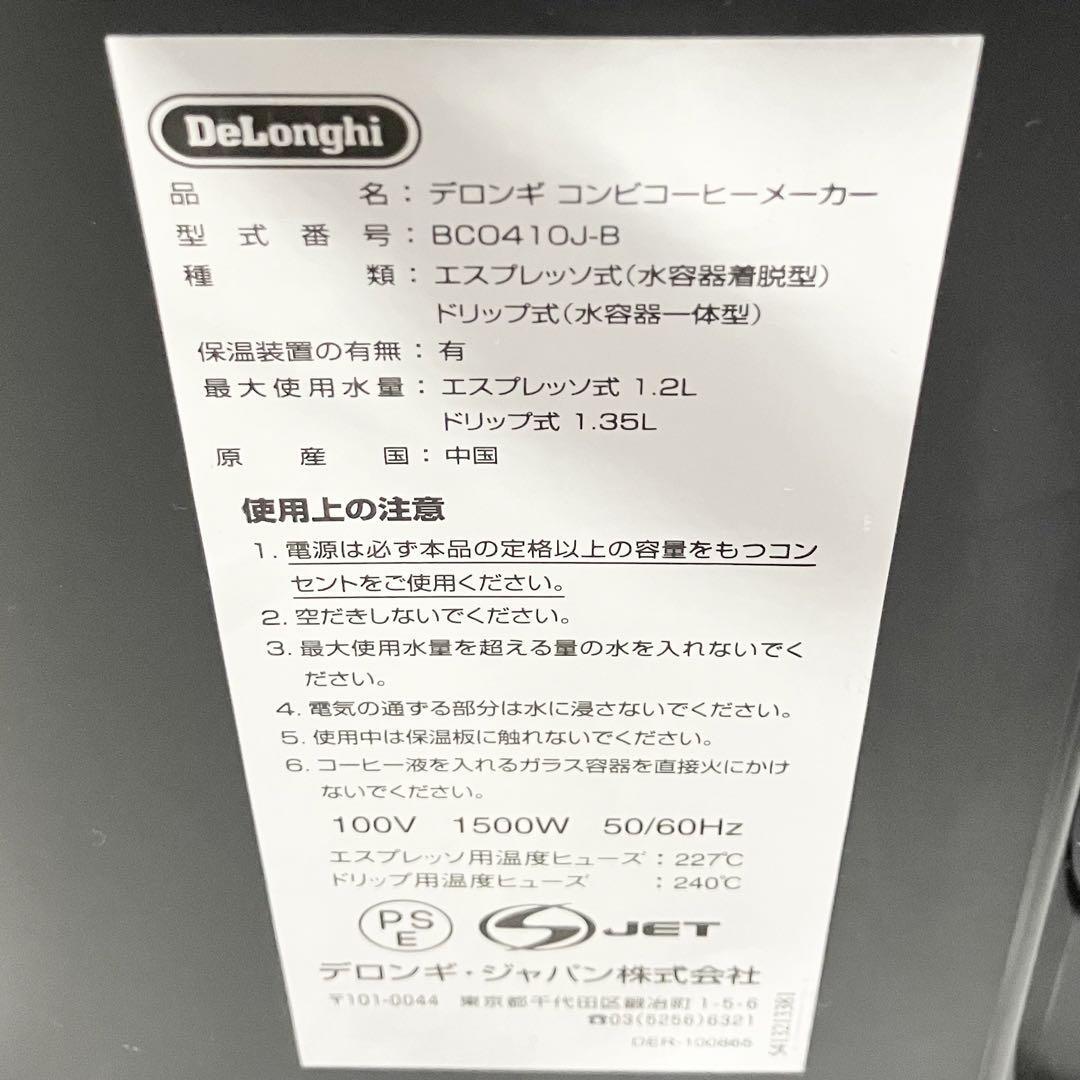 DeLonghi
品名：デロンギ コンビコーヒーメーカー
型式番号：BCO410J-B
種類：エスプレッソ式(水容器着脱型)
ドリップ式(水容器一体型)
保温装置の有無：有
最大使用水量：エスプレッソ式 1.2L
ドリップ式 1.35L
原産国：中国
使用上の注意
1. 電源は必ず本品の定格以上の容量をもつコン
セントをご使用ください。
2. 空だきしないでください。
3. 最大使用水量を超える量の水を入れないでく
ださい。
4. 電気の通ずる部分は水に浸さないでください。
5. 使用中は保温板に触れないでください。
6. コーヒー液を入れるガラス容器を直接火にかけ
ないでください。
100V 1500W 50/60Hz
エスプレッソ用温度ヒューズ：227℃
ドリップ用温度ヒューズ：240℃
PSE JET
デロンギ・ジャパン株式会社
〒101-0044 東京都千代田区鍛冶町1-5-6
☎03(5256)6321
DER-100865
S413213381